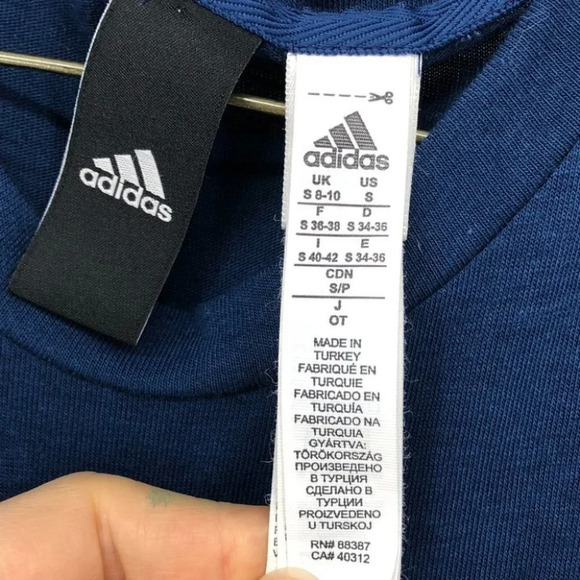 adidas
adidas
UK US
S 8-10 S
F D
S 36-38 S 34-36
I E
S 40-42 S 34-36
CDN
S/P
J
OT
MADE IN
TURKEY
FABRIQUÉ EN
TURQUIE
FABRICADO EN
TURQUÍA
FABRICADO NA
TURQUIA
GYÁRTVA:
TÖRÖKORSZÁG
ПРОИЗВЕДЕНО
В ТУРЦИЯ
СДЕЛАНО В
ТУРЦИИ
PROIZVEDENO
U TURSKOJ
RN# 88387
CA# 40312